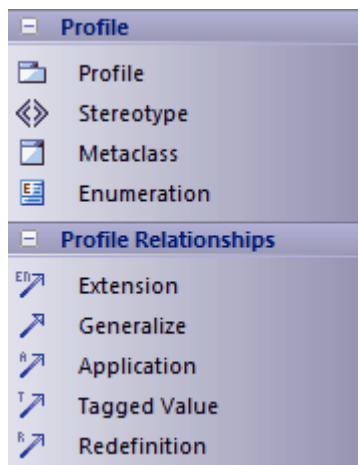 Profile
Profile
Stereotype
Metaclass
Enumeration
Profile Relationships
Extension
Generalize
Application
Tagged Value
Redefinition